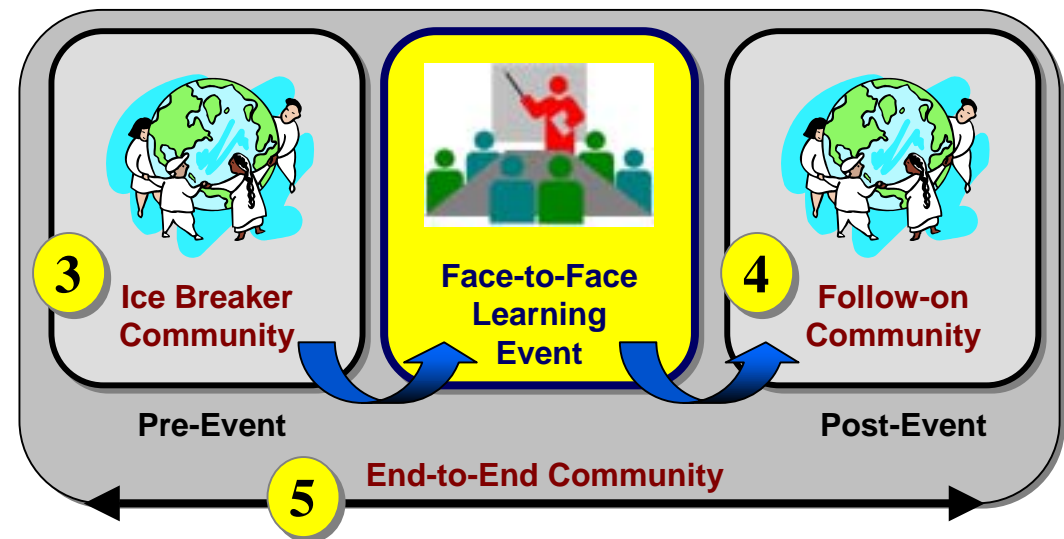 3
Ice Breaker
Community
Face-to-Face
Learning
Event
4
Follow-on
Community
Pre-Event
Post-Event
End-to-End Community
5